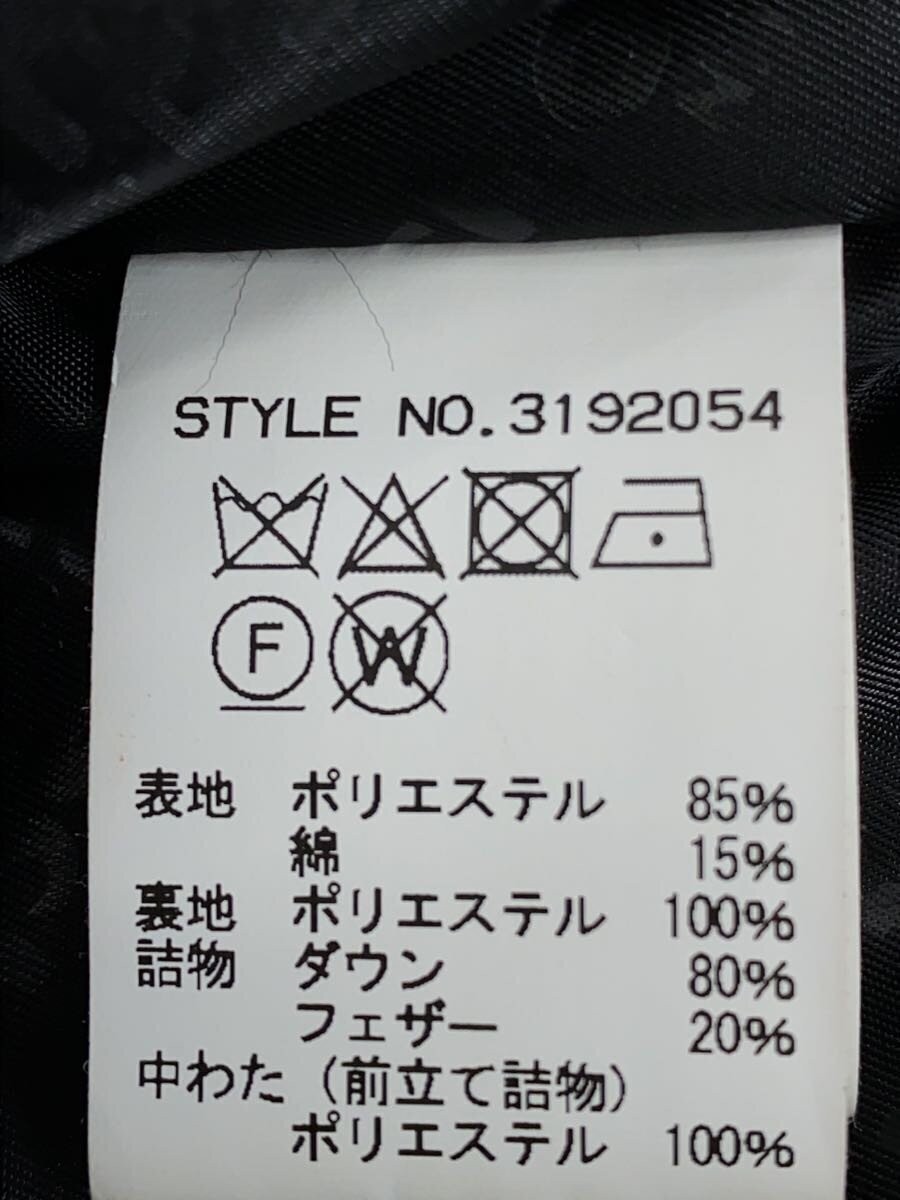 STYLE NO.3192054
F W
表地 ポリエステル 85%
綿 15%
裏地 ポリエステル 100%
詰物 ダウン 80%
フェザー 20%
中わた (前立て詰物)
ポリエステル 100%